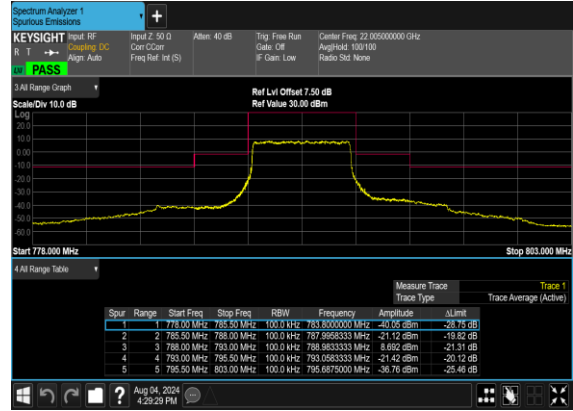 Spectrum Analyzer 1
Spurious Emissions
KEYSIGHT Input: RF Input Z: 50 Ω Atten: 40 dB Trig: Free Run Center Freq: 22.005000000 GHz
R T Coupling: DC Corr CCorr Gate: Off Avg|Hold: 100/100
Align: Auto Freq Ref: Int (S) IF Gain: Low Radio Std: None
PASS
3 All Range Graph Ref Lvl Offset 7.50 dB
Scale/Div 10.0 dB Ref Value 30.00 dBm
Log
20.0
10.0
0.00
-10.0
-20.0
-30.0
-40.0
-50.0
-60.0
Start 778.000 MHz Stop 803.000 MHz
4 All Range Table
Measure Trace Trace 1
Trace Type Trace Average (Active)
Spur Range Start Freq Stop Freq RBW Frequency Amplitude ΔLimit
1 1 778.00 MHz 785.50 MHz 100.0 kHz 783.8000000 MHz -40.05 dBm -28.75 dB
2 2 785.50 MHz 788.00 MHz 100.0 kHz 787.9958333 MHz -21.12 dBm -19.82 dB
3 3 788.00 MHz 793.00 MHz 100.0 kHz 788.9833333 MHz 8.692 dBm -21.31 dB
4 4 793.00 MHz 795.50 MHz 100.0 kHz 793.0583333 MHz -21.42 dBm -20.12 dB
5 5 795.50 MHz 803.00 MHz 100.0 kHz 795.6875000 MHz -36.76 dBm -25.46 dB
Aug 04, 2024
4:29:29 PM